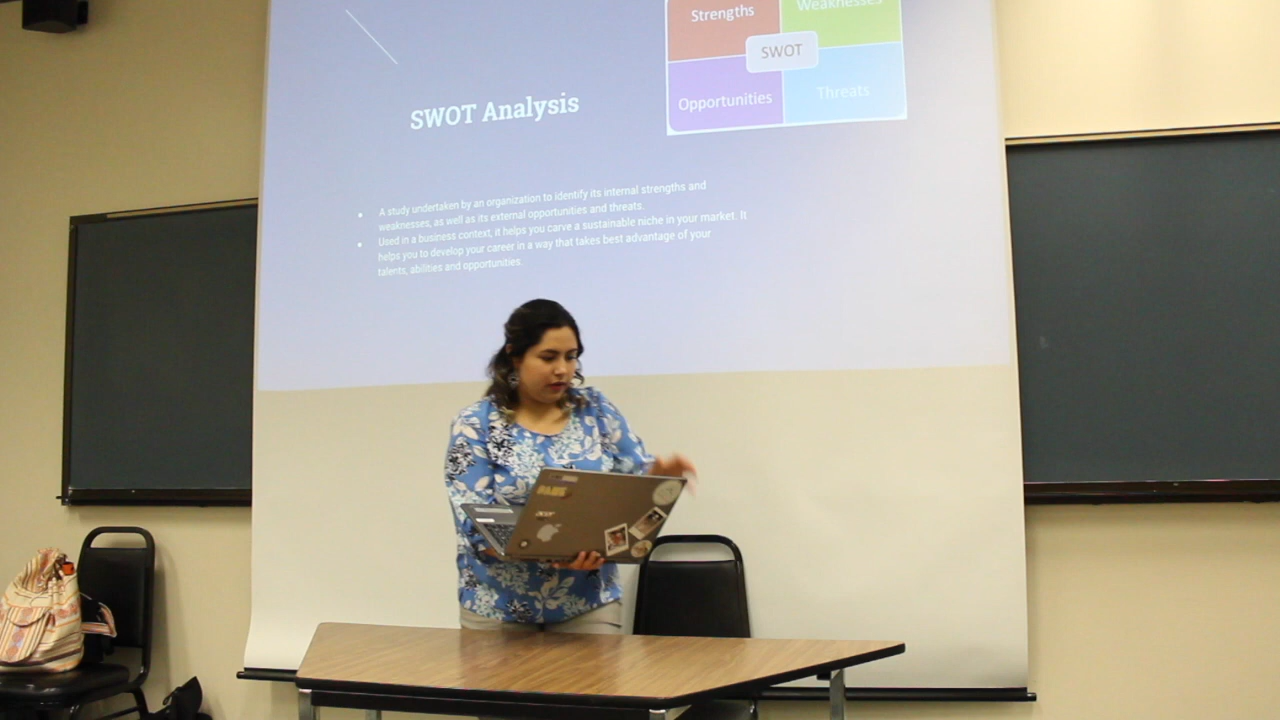 Strengths
Weaknesses
SWOT
Opportunities
Threats
SWOT Analysis
A study undertaken by an organization to identify its internal strengths and
weaknesses, as well as its external opportunities and threats.
Used in a business context, it helps you carve a sustainable niche in your market. It
helps you to develop your career in a way that takes best advantage of your
talents, abilities and opportunities.
acer